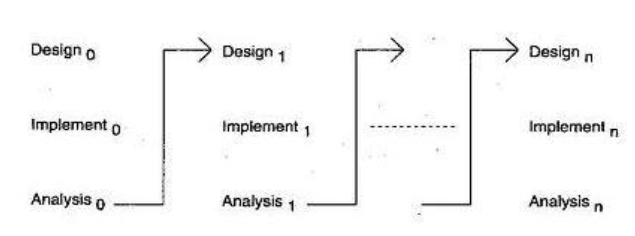 Design 0 Design 1 Design n
Implement 0 Implement 1 Implement n
Analysis 0 Analysis 1 Analysis n